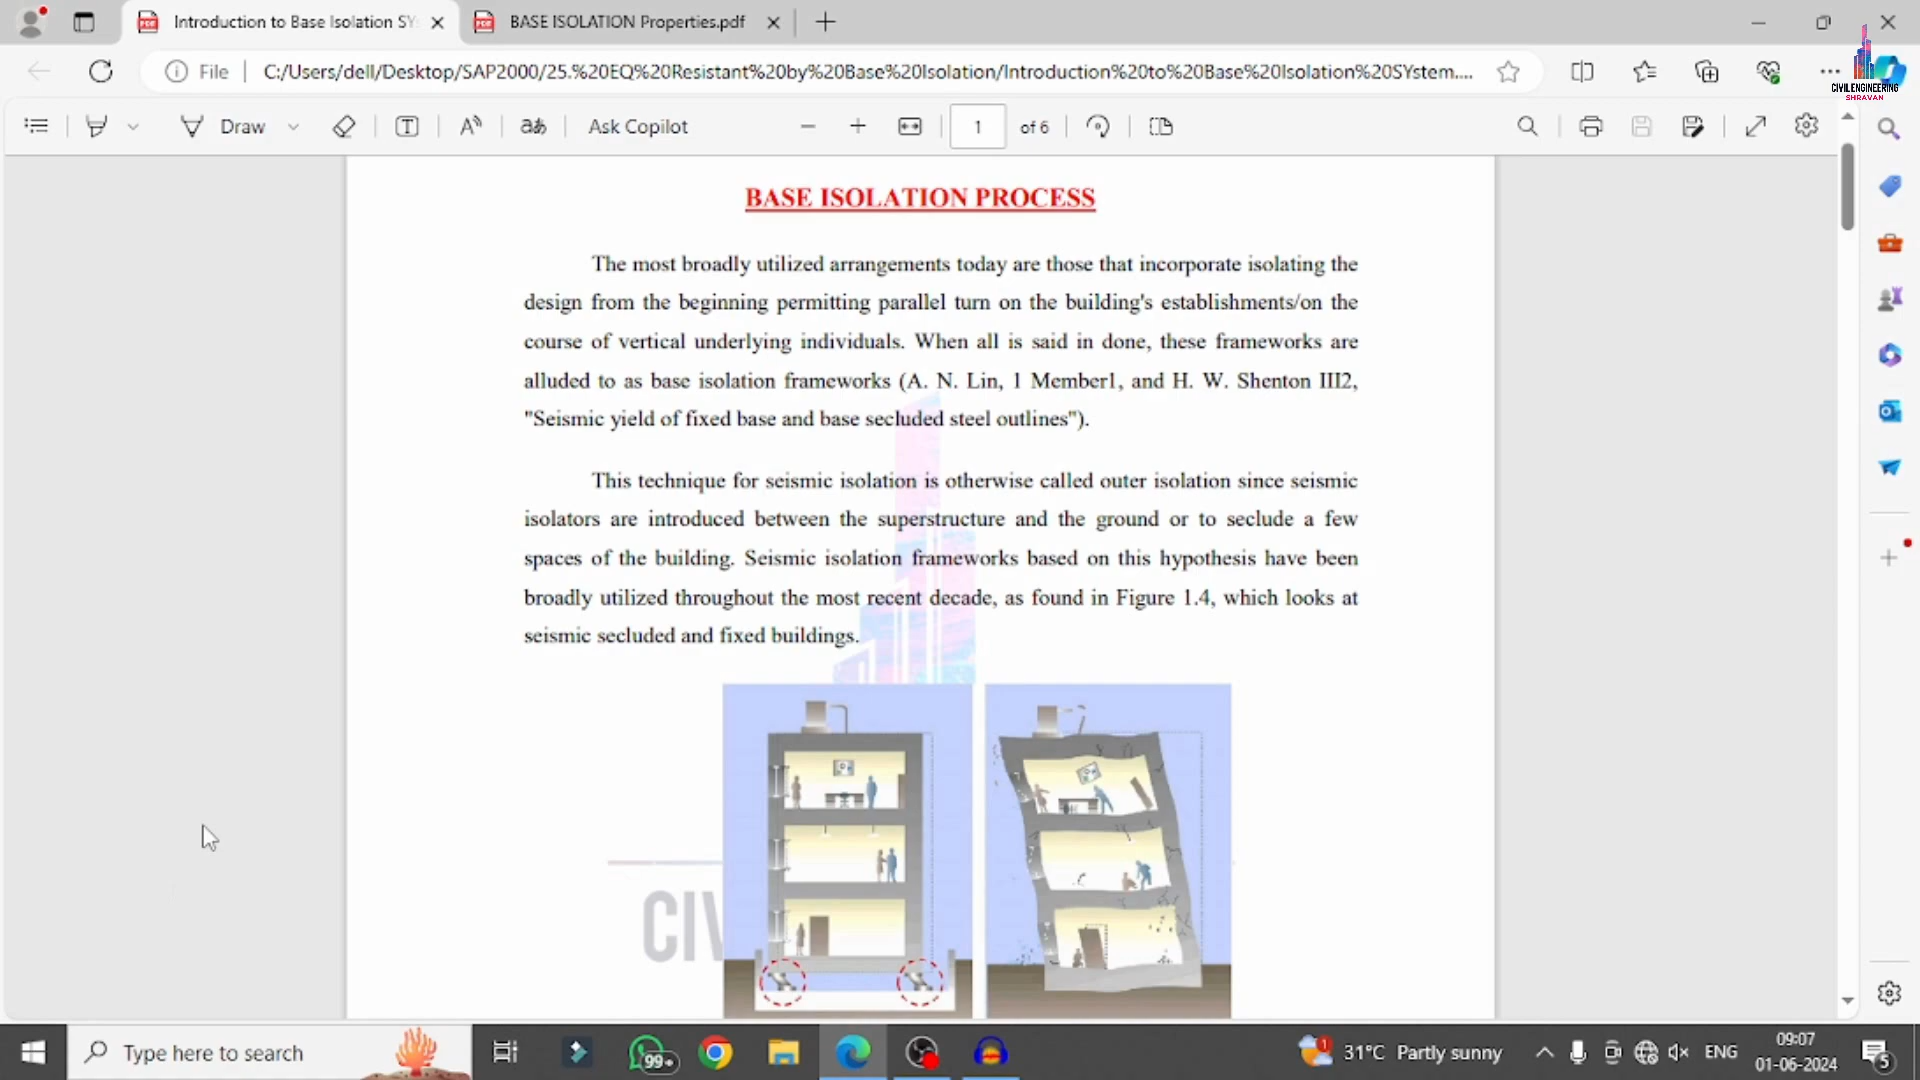 Introduction to Base Isolation SY
BASE ISOLATION Properties.pdf
File
C:/Users/dell/Desktop/SAP2000/25.%20EQ%20Resistant%20by%20Base%20Isolation/Introduction%20to%20Base%20Isolation%20SYstem....
CIVIL ENGINEERING
SHRAVAN
Draw
Ask Copilot
1 of 6
BASE ISOLATION PROCESS
The most broadly utilized arrangements today are those that incorporate isolating the
design from the beginning permitting parallel turn on the building's establishments/on the
course of vertical underlying individuals. When all is said in done, these frameworks are
alluded to as base isolation frameworks (A. N. Lin, 1 Member1, and H. W. Shenton III2,
"Seismic yield of fixed base and base secluded steel outlines").
This technique for seismic isolation is otherwise called outer isolation since seismic
isolators are introduced between the superstructure and the ground or to seclude a few
spaces of the building. Seismic isolation frameworks based on this hypothesis have been
broadly utilized throughout the most recent decade, as found in Figure 1.4, which looks at
seismic secluded and fixed buildings.
CIV
Type here to search
99+
1
31°C Partly sunny
ENG
09:07
01-06-2024
5